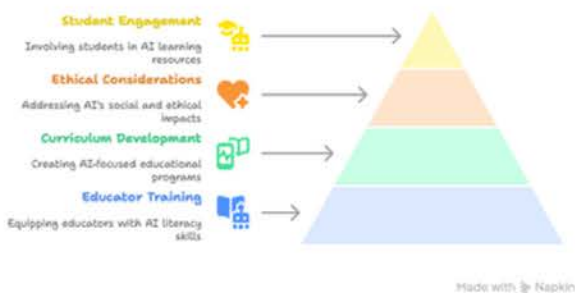 Student Engagement
Involving students in AI learning
resources
Ethical Considerations
Addressing AI's social and ethical
impacts
Curriculum Development
Creating AI-focused educational
programs
Educator Training
Equipping educators with AI literacy
skills
Made with Napkin